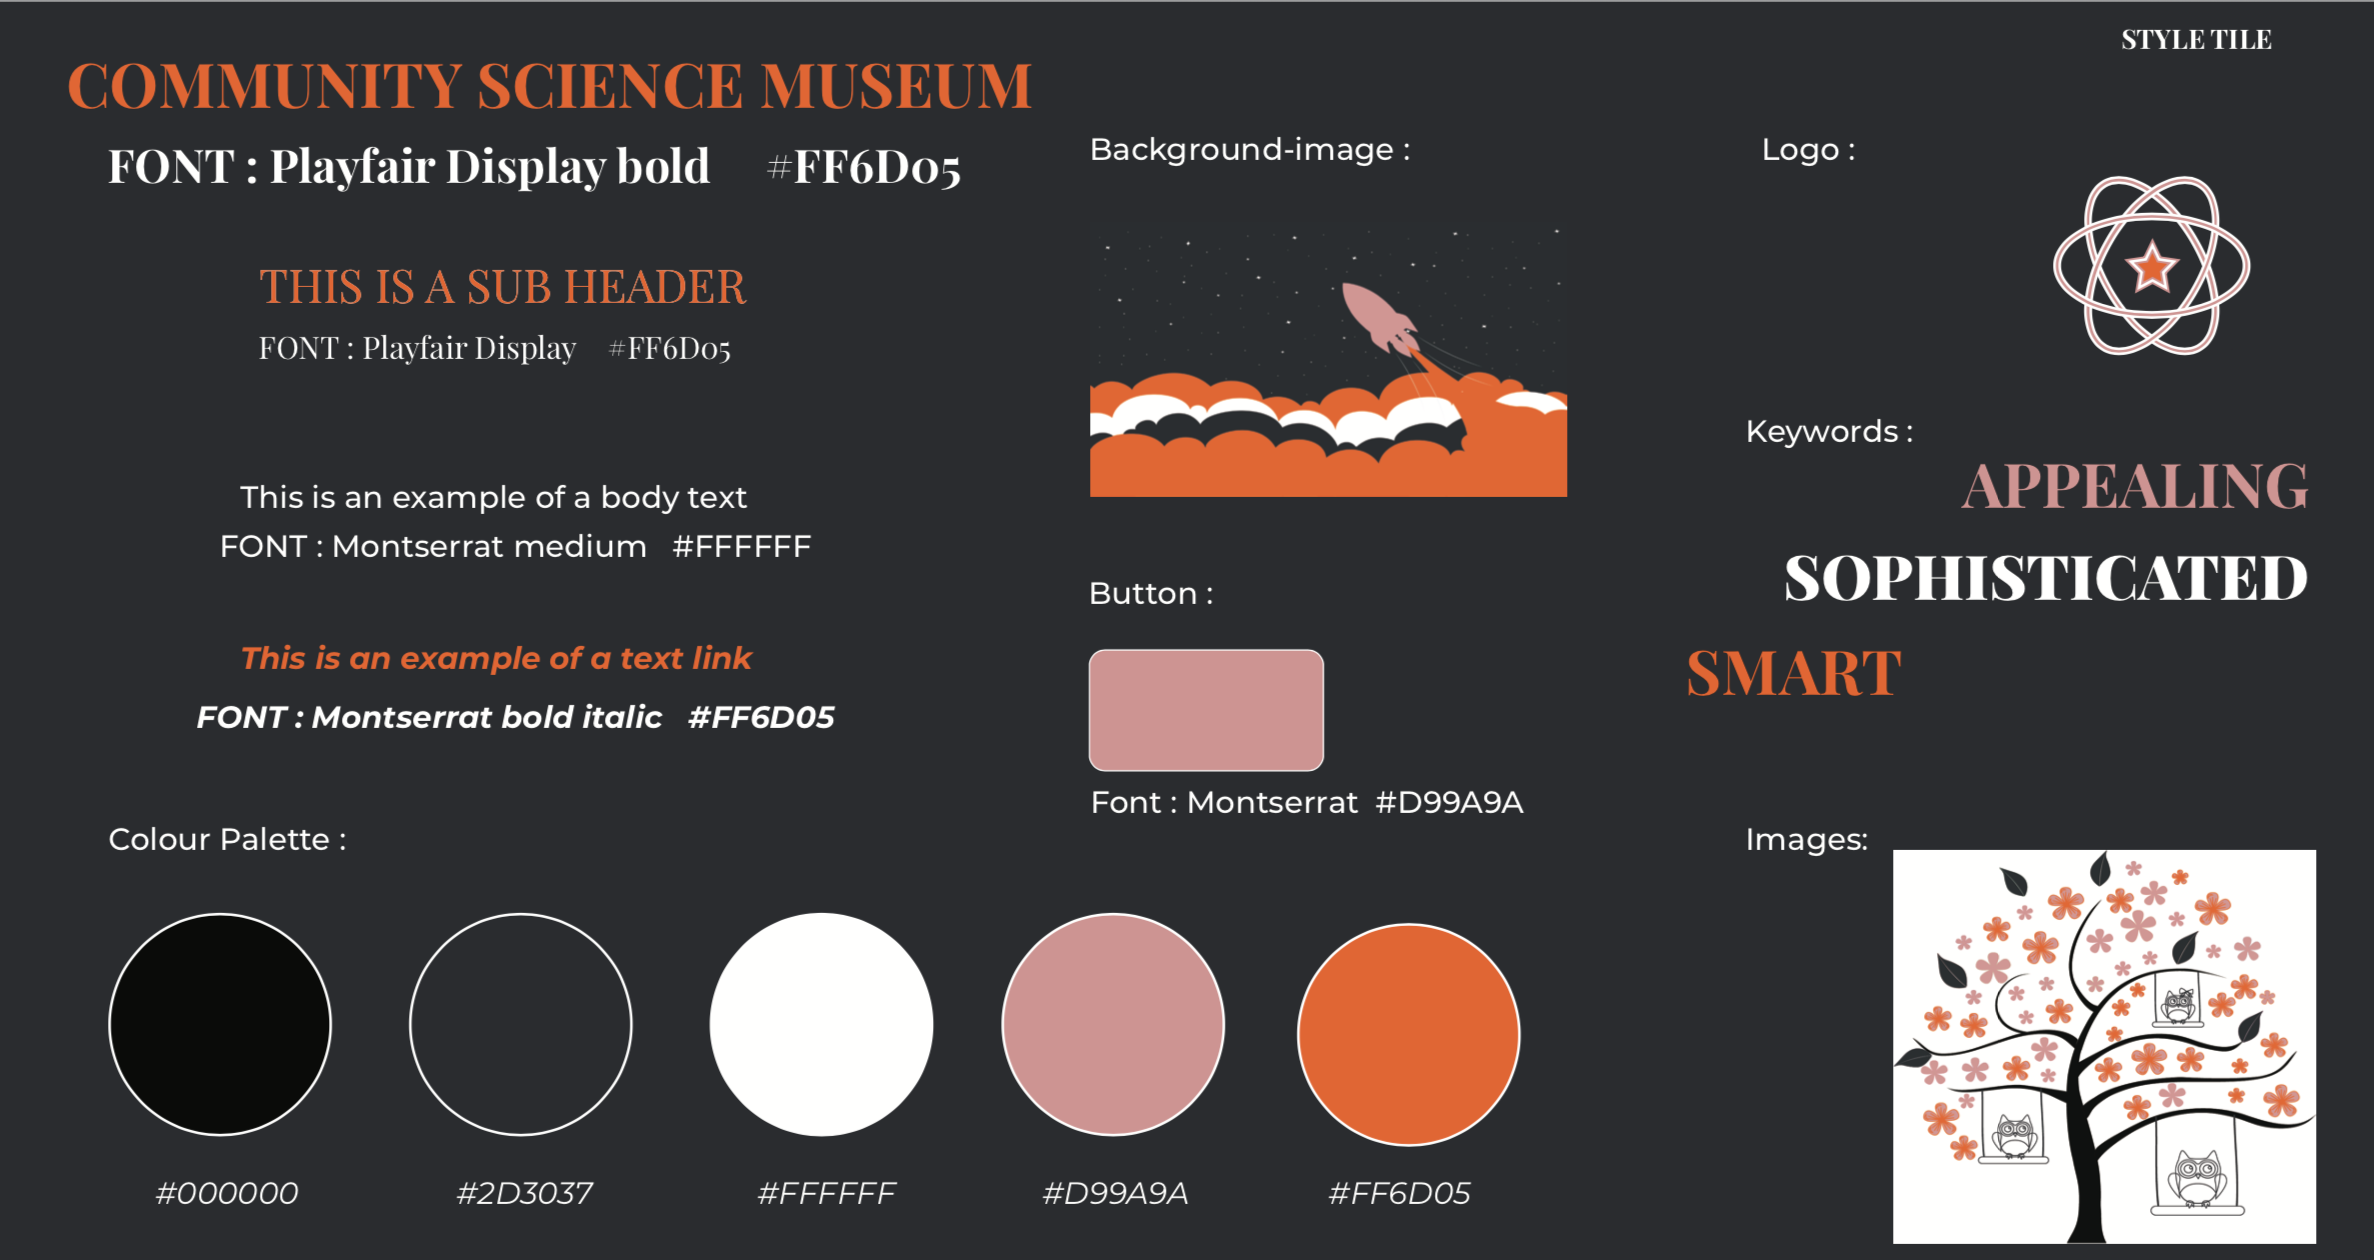 STYLE TILE
COMMUNITY SCIENCE MUSEUM
FONT : Playfair Display bold #FF6D05
THIS IS A SUB HEADER
FONT : Playfair Display #FF6D05
This is an example of a body text
FONT : Montserrat medium #FFFFFF
This is an example of a text link
FONT : Montserrat bold italic #FF6D05
Background-image :
Button :
Font : Montserrat #D99A9A
Logo :
Keywords :
APPEALING
SOPHISTICATED
SMART
Images:
Colour Palette :
#000000
#2D3037
#FFFFFF
#D99A9A
#FF6D05